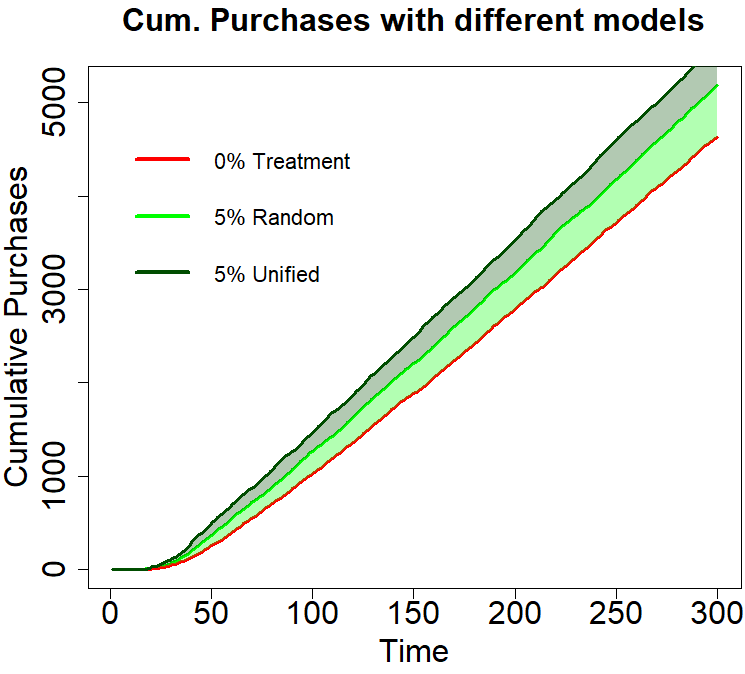 Cum. Purchases with different models
Cumulative Purchases
5000
3000
1000
0
0% Treatment
5% Random
5% Unified
0 50 100 150 200 250 300
Time